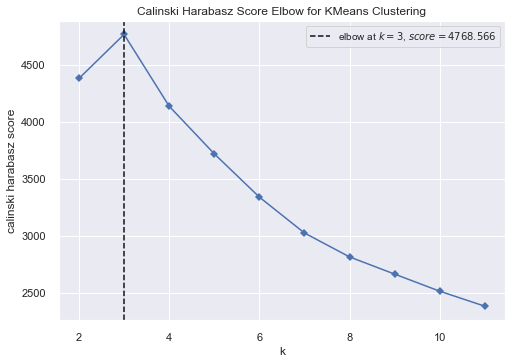 Calinski Harabasz Score Elbow for KMeans Clustering
elbow at k = 3, score = 4768.566
4500
4000
3500
3000
2500
calinski harabasz score
2 4 6 8 10
k